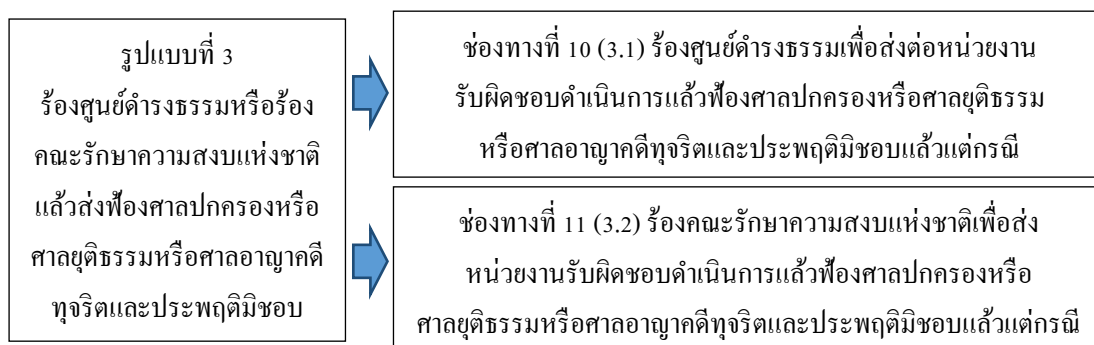 รูปแบบที่ 3
ร้องศูนย์ดำรงธรรมหรือร้อง
คณะรักษาความสงบแห่งชาติ
แล้วส่งฟ้องศาลปกครองหรือ
ศาลยุติธรรมหรือศาลอาญาคดี
ทุจริตและประพฤติมิชอบ
ช่องทางที่ 10 (3.1) ร้องศูนย์ดำรงธรรมเพื่อส่งต่อหน่วยงาน
รับผิดชอบดำเนินการแล้วฟ้องศาลปกครองหรือศาลยุติธรรม
หรือศาลอาญาคดีทุจริตและประพฤติมิชอบแล้วแต่กรณี
ช่องทางที่ 11 (3.2) ร้องคณะรักษาความสงบแห่งชาติเพื่อส่ง
หน่วยงานรับผิดชอบดำเนินการแล้วฟ้องศาลปกครองหรือ
ศาลยุติธรรมหรือศาลอาญาคดีทุจริตและประพฤติมิชอบแล้วแต่กรณี